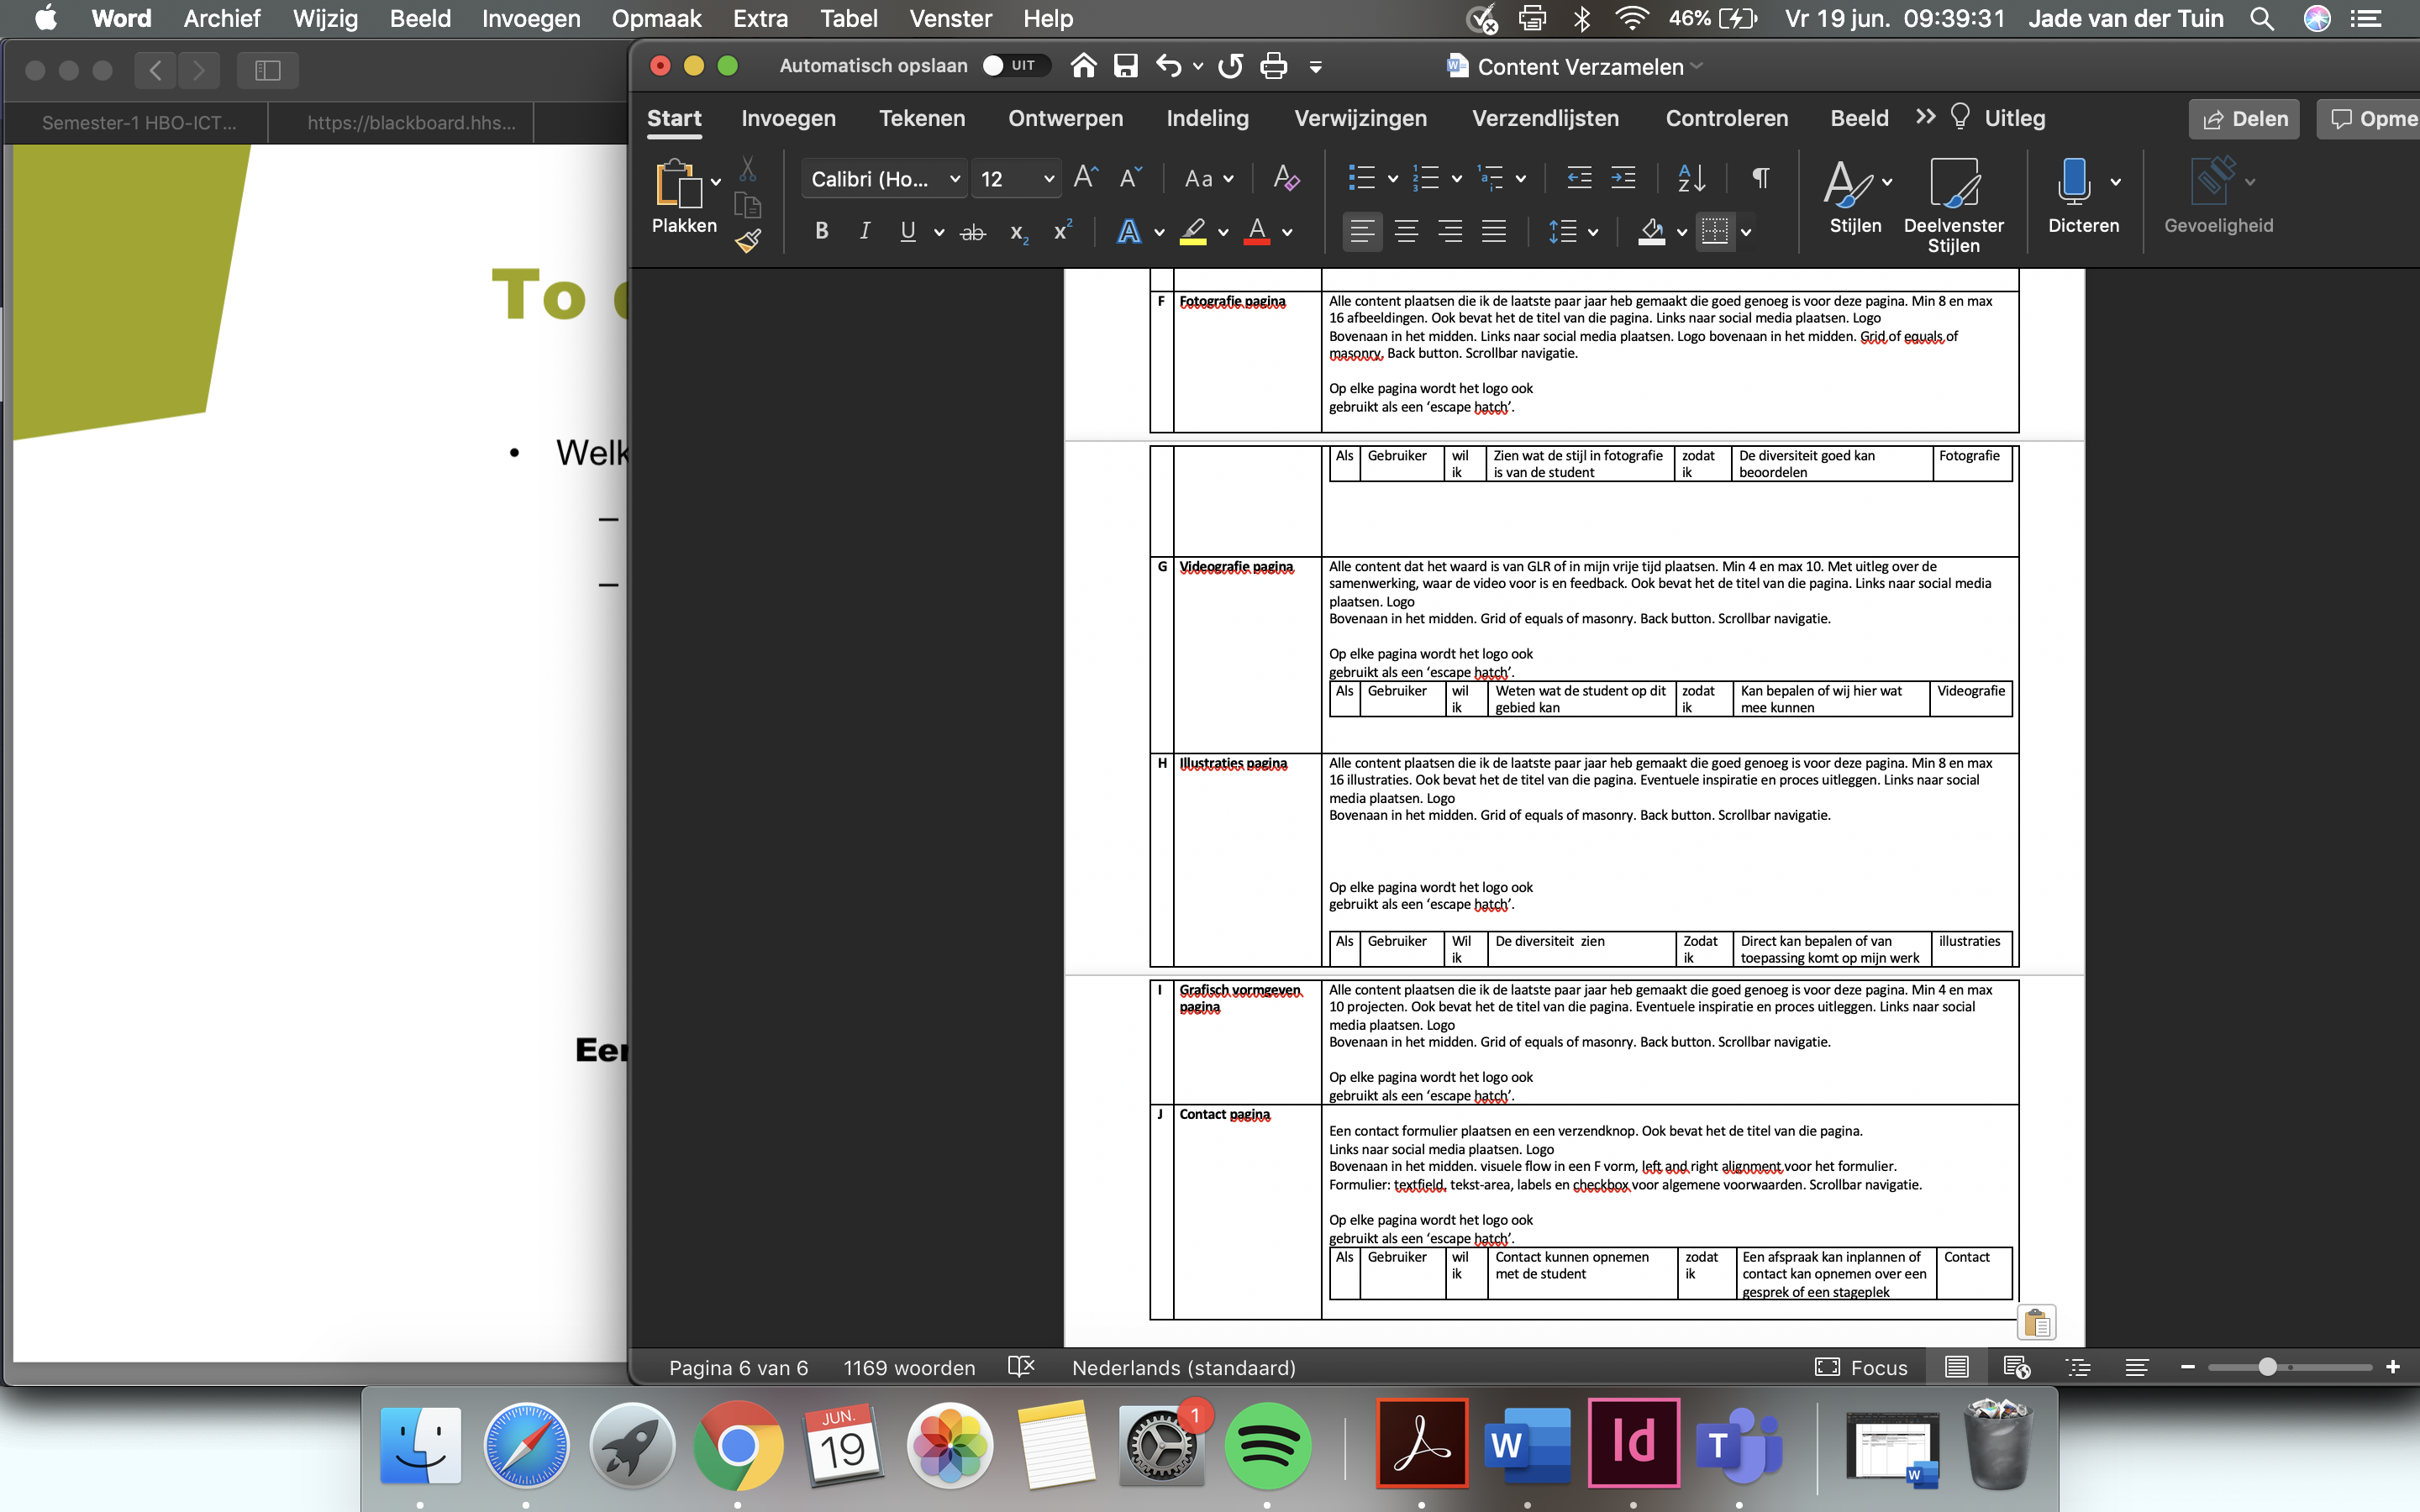 Word Archief Wijzig Beeld Invoegen Opmaak Extra Tabel Venster Help 46% Vr 19 jun. 09:39:31 Jade van der Tuin
Automatisch opslaan UIT Content Verzamelen
Semester-1 HBO-ICT... https://blackboard.hhs...
Start Invoegen Tekenen Ontwerpen Indeling Verwijzingen Verzendlijsten Controleren Beeld Uitleg Delen Opme
Plakken Calibri (Ho... 12 Stijlen Deelvenster Stijlen Dicteren Gevoeligheid
To
• Welk
–
–
Eer
F Fotografie pagina
Alle content plaatsen die ik de laatste paar jaar heb gemaakt die goed genoeg is voor deze pagina. Min 8 en max
16 afbeeldingen. Ook bevat het de titel van die pagina. Links naar social media plaatsen. Logo
Bovenaan in het midden. Links naar social media plaatsen. Logo bovenaan in het midden. Grid of equals of
masonry. Back button. Scrollbar navigatie.
Op elke pagina wordt het logo ook
gebruikt als een ‘escape hatch’.
Als Gebruiker wil ik Zien wat de stijl in fotografie is van de student zodat ik De diversiteit goed kan beoordelen Fotografie
G Videografie pagina
Alle content dat het waard is van GLR of in mijn vrije tijd plaatsen. Min 4 en max 10. Met uitleg over de
samenwerking, waar de video voor is en feedback. Ook bevat het de titel van die pagina. Links naar social media
plaatsen. Logo
Bovenaan in het midden. Grid of equals of masonry. Back button. Scrollbar navigatie.
Op elke pagina wordt het logo ook
gebruikt als een ‘escape hatch’.
Als Gebruiker wil ik Weten wat de student op dit gebied kan zodat ik Kan bepalen of wij hier wat mee kunnen Videografie
H Illustraties pagina
Alle content plaatsen die ik de laatste paar jaar heb gemaakt die goed genoeg is voor deze pagina. Min 8 en max
16 illustraties. Ook bevat het de titel van die pagina. Eventuele inspiratie en proces uitleggen. Links naar social
media plaatsen. Logo
Bovenaan in het midden. Grid of equals of masonry. Back button. Scrollbar navigatie.
Op elke pagina wordt het logo ook
gebruikt als een ‘escape hatch’.
Als Gebruiker Wil ik De diversiteit zien Zodat ik Direct kan bepalen of van toepassing komt op mijn werk illustraties
I Grafisch vormgeven pagina
Alle content plaatsen die ik de laatste paar jaar heb gemaakt die goed genoeg is voor deze pagina. Min 4 en max
10 projecten. Ook bevat het de titel van die pagina. Eventuele inspiratie en proces uitleggen. Links naar social
media plaatsen. Logo
Bovenaan in het midden. Grid of equals of masonry. Back button. Scrollbar navigatie.
Op elke pagina wordt het logo ook
gebruikt als een ‘escape hatch’.
J Contact pagina
Een contact formulier plaatsen en een verzendknop. Ook bevat het de titel van die pagina.
Links naar social media plaatsen. Logo
Bovenaan in het midden. visuele flow in een F vorm, left and right alignment voor het formulier.
Formulier: textfield, tekst-area, labels en checkbox voor algemene voorwaarden. Scrollbar navigatie.
Op elke pagina wordt het logo ook
gebruikt als een ‘escape hatch’.
Als Gebruiker wil ik Contact kunnen opnemen met de student zodat ik Een afspraak kan inplannen of contact kan opnemen over een gesprek of een stageplek Contact
Pagina 6 van 6 1169 woorden Nederlands (standaard) Focus
JUN. 19 1 W Id T W